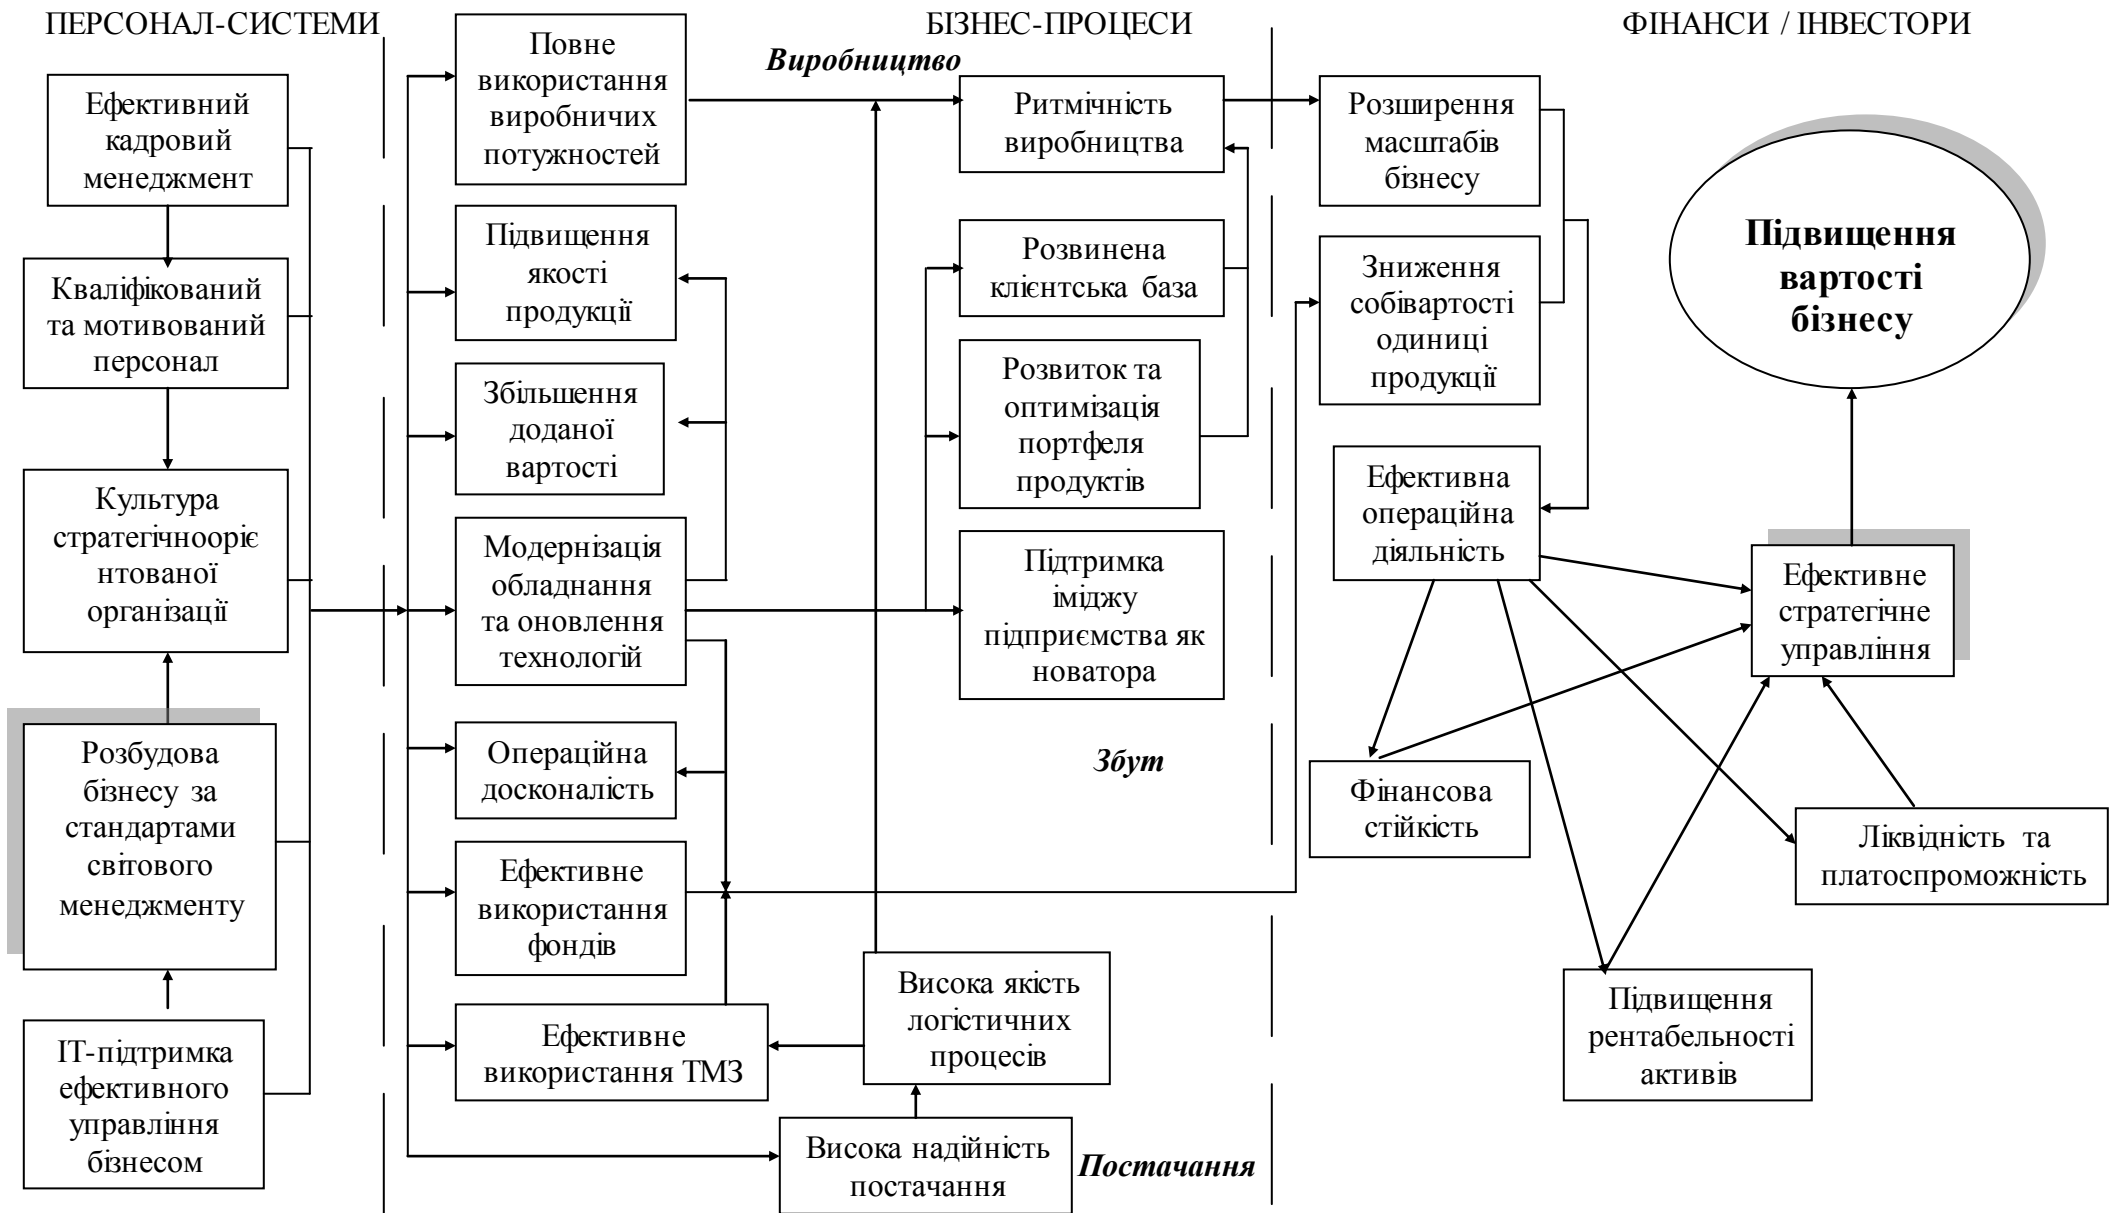 ПЕРСОНАЛ-СИСТЕМИ
БІЗНЕС-ПРОЦЕСИ
ФІНАНСИ / ІНВЕСТОРИ
Ефективний
кадровий
менеджмент
Кваліфікований
та мотивований
персонал
Культура
стратегічнооріє
нтованої
організації
Розбудова
бізнесу за
стандартами
світового
менеджменту
ІТ-підтримка
ефективного
управління
бізнесом
Повне
використання
виробничих
потужностей
Підвищення
якості
продукції
Збільшення
доданої
вартості
Модернізація
обладнання
та оновлення
технологій
Операційна
досконалість
Ефективне
використання
фондів
Ефективне
використання ТМЗ
Виробництво
Ритмічність
виробництва
Розвинена
клієнтська база
Розвиток та
оптимізація
портфеля
продуктів
Підтримка
іміджу
підприємства як
новатора
Збут
Висока якість
логістичних
процесів
Висока надійність
постачання
Постачання
Розширення
масштабів
бізнесу
Зниження
собівартості
одиниці
продукції
Ефективна
операційна
діяльність
Фінансова
стійкість
Підвищення
рентабельності
активів
Підвищення
вартості
бізнесу
Ефективне
стратегічне
управління
Ліквідність та
платоспроможність